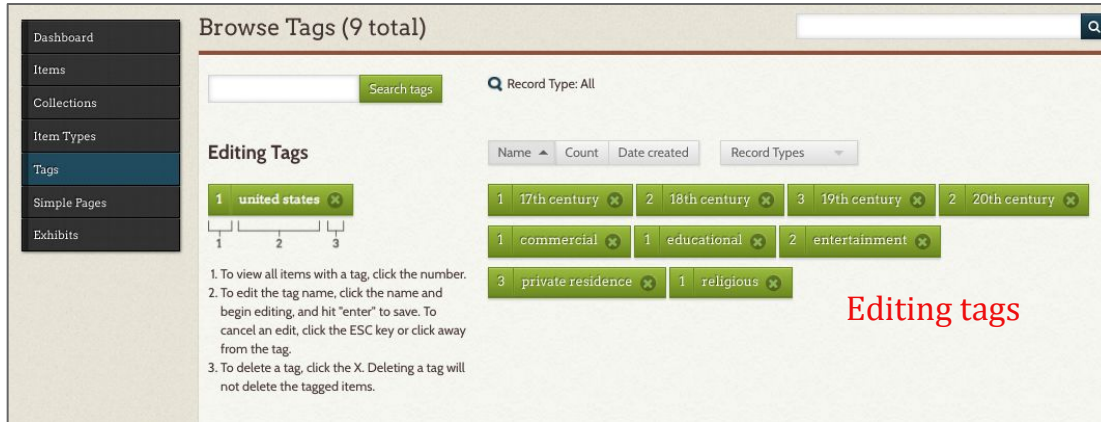 Browse Tags (9 total)
Dashboard
Items
Collections
Item Types
Tags
Simple Pages
Exhibits
Search tags
Record Type: All
Editing Tags
1 united states
1 2 3
1. To view all items with a tag, click the number.
2. To edit the tag name, click the name and
begin editing, and hit "enter" to save. To
cancel an edit, click the ESC key or click away
from the tag.
3. To delete a tag, click the X. Deleting a tag will
not delete the tagged items.
Name Count Date created Record Types
1 17th century 2 18th century 3 19th century 2 20th century
1 commercial 1 educational 2 entertainment
3 private residence 1 religious
Editing tags